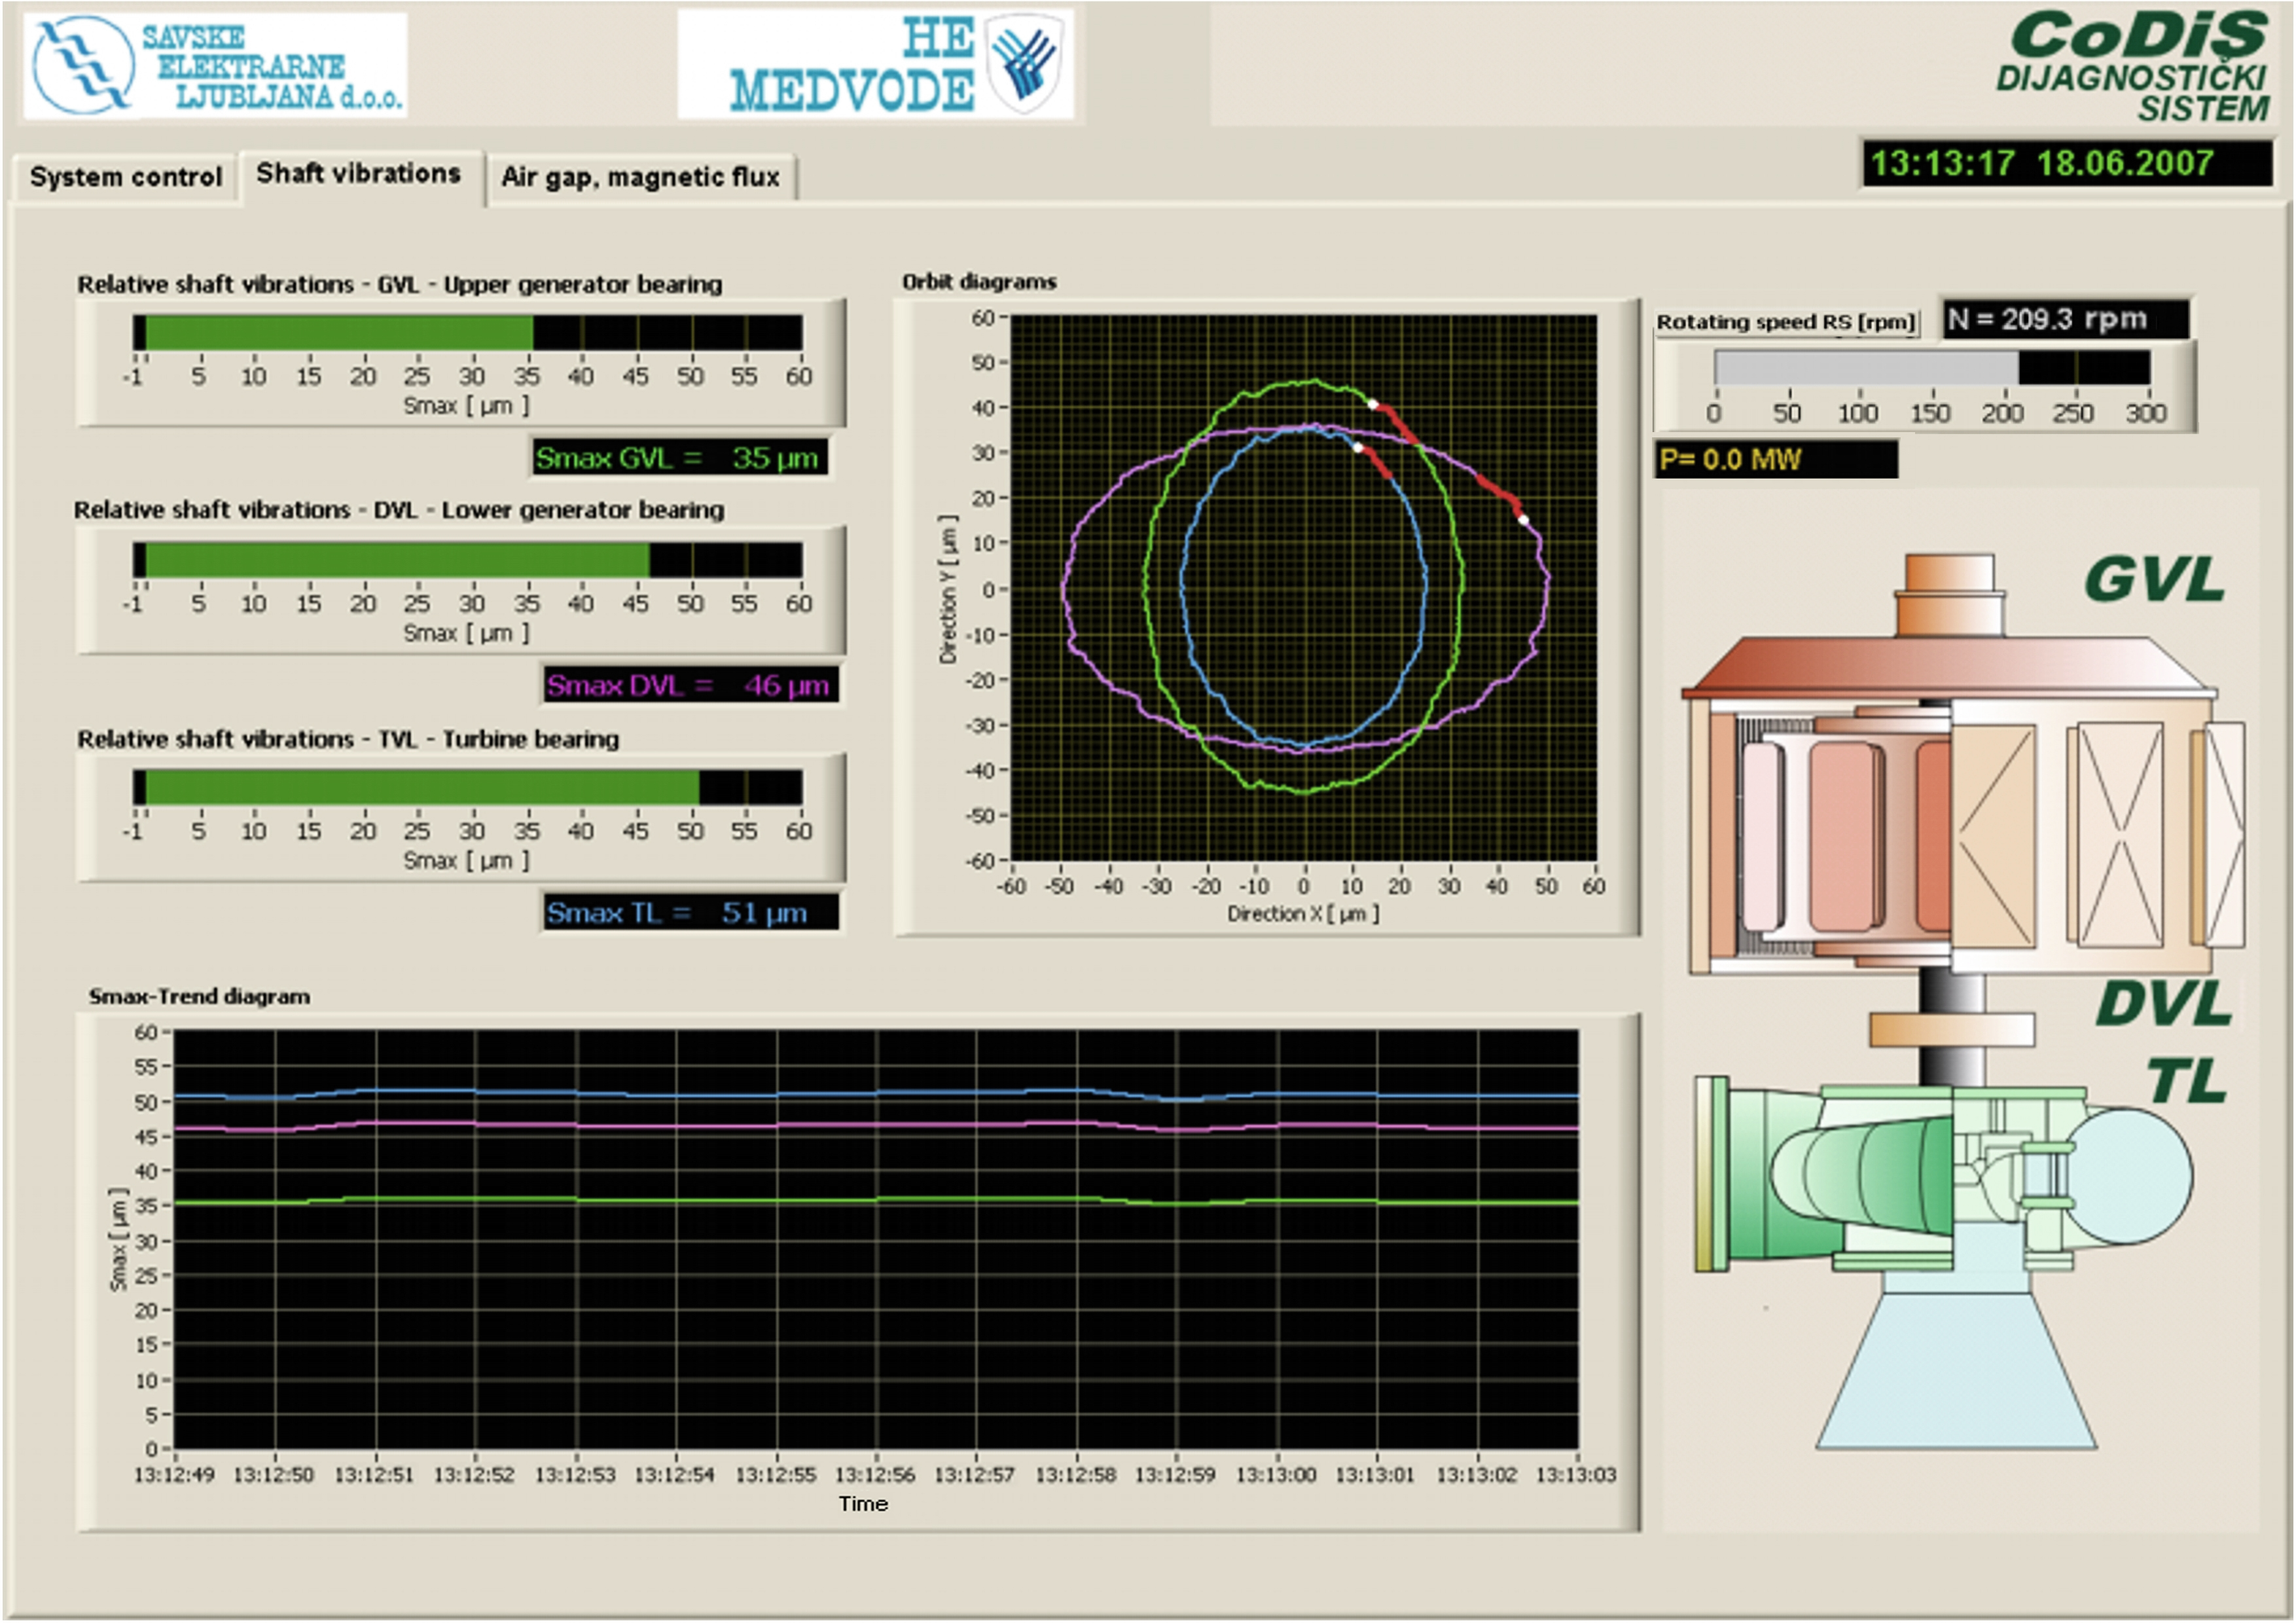 SAVSKE
ELEKTRARNE
LJUBLJANA d.o.o.
HE
MEDVODE
CoDiS
DIJAGNOSTIČKI
SISTEM
System control
Shaft vibrations
Air gap, magnetic flux
13:13:17 18.06.2007
Relative shaft vibrations - GVL - Upper generator bearing
-1 5 10 15 20 25 30 35 40 45 50 55 60
Smax [ µm ]
Smax GVL = 35 µm
Relative shaft vibrations - DVL - Lower generator bearing
-1 5 10 15 20 25 30 35 40 45 50 55 60
Smax [ µm ]
Smax DVL = 46 µm
Relative shaft vibrations - TVL - Turbine bearing
-1 5 10 15 20 25 30 35 40 45 50 55 60
Smax [ µm ]
Smax TL = 51 µm
Orbit diagrams
60
50
40
30
20
10
0
-10
-20
-30
-40
-50
-60
Direction Y [ µm ]
-60 -50 -40 -30 -20 -10 0 10 20 30 40 50 60
Direction X [ µm ]
Rotating speed RS [rpm]
N = 209.3 rpm
0 50 100 150 200 250 300
P= 0.0 MW
GVL
DVL
TL
Smax-Trend diagram
60
55
50
45
40
35
30
25
20
15
10
5
0
Smax [ µm ]
13:12:49 13:12:50 13:12:51 13:12:52 13:12:53 13:12:54 13:12:55 13:12:56 13:12:57 13:12:58 13:12:59 13:13:00 13:13:01 13:13:02 13:13:03
Time